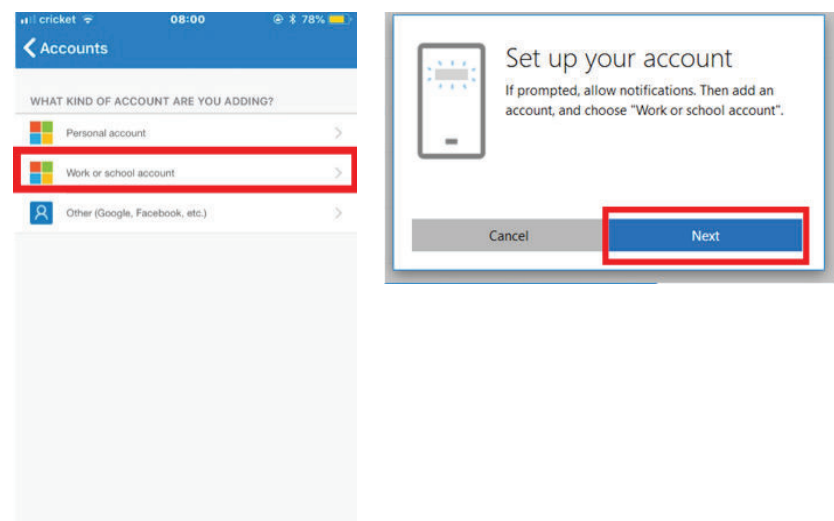 cricket 08:00 78%
Accounts
WHAT KIND OF ACCOUNT ARE YOU ADDING?
Personal account
Work or school account
Other (Google, Facebook, etc.)
Set up your account
If prompted, allow notifications. Then add an
account, and choose "Work or school account".
Cancel Next